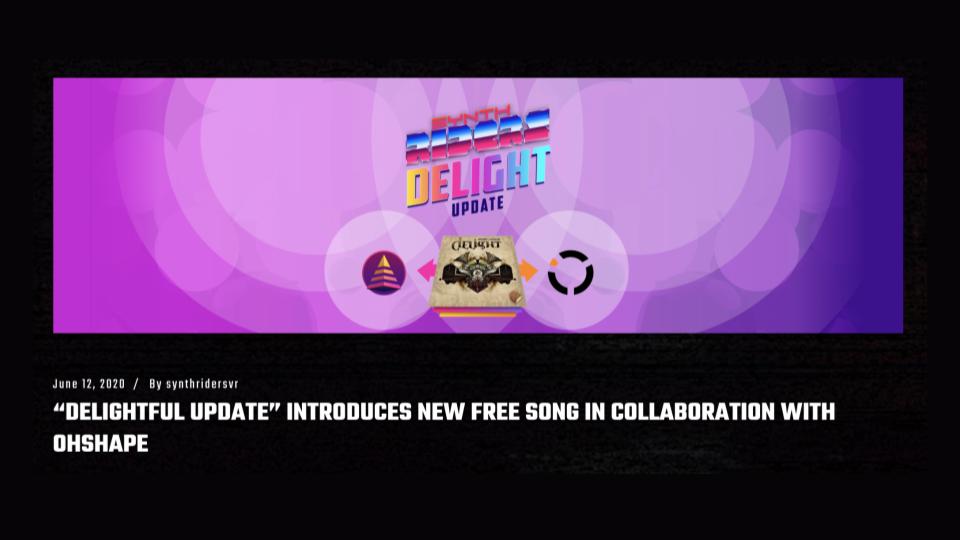 SYNTH
RIDERS
DELIGHT
UPDATE
DELIGHT
June 12, 2020 / By synthridersvr
“DELIGHTFUL UPDATE” INTRODUCES NEW FREE SONG IN COLLABORATION WITH
OHSHAPE